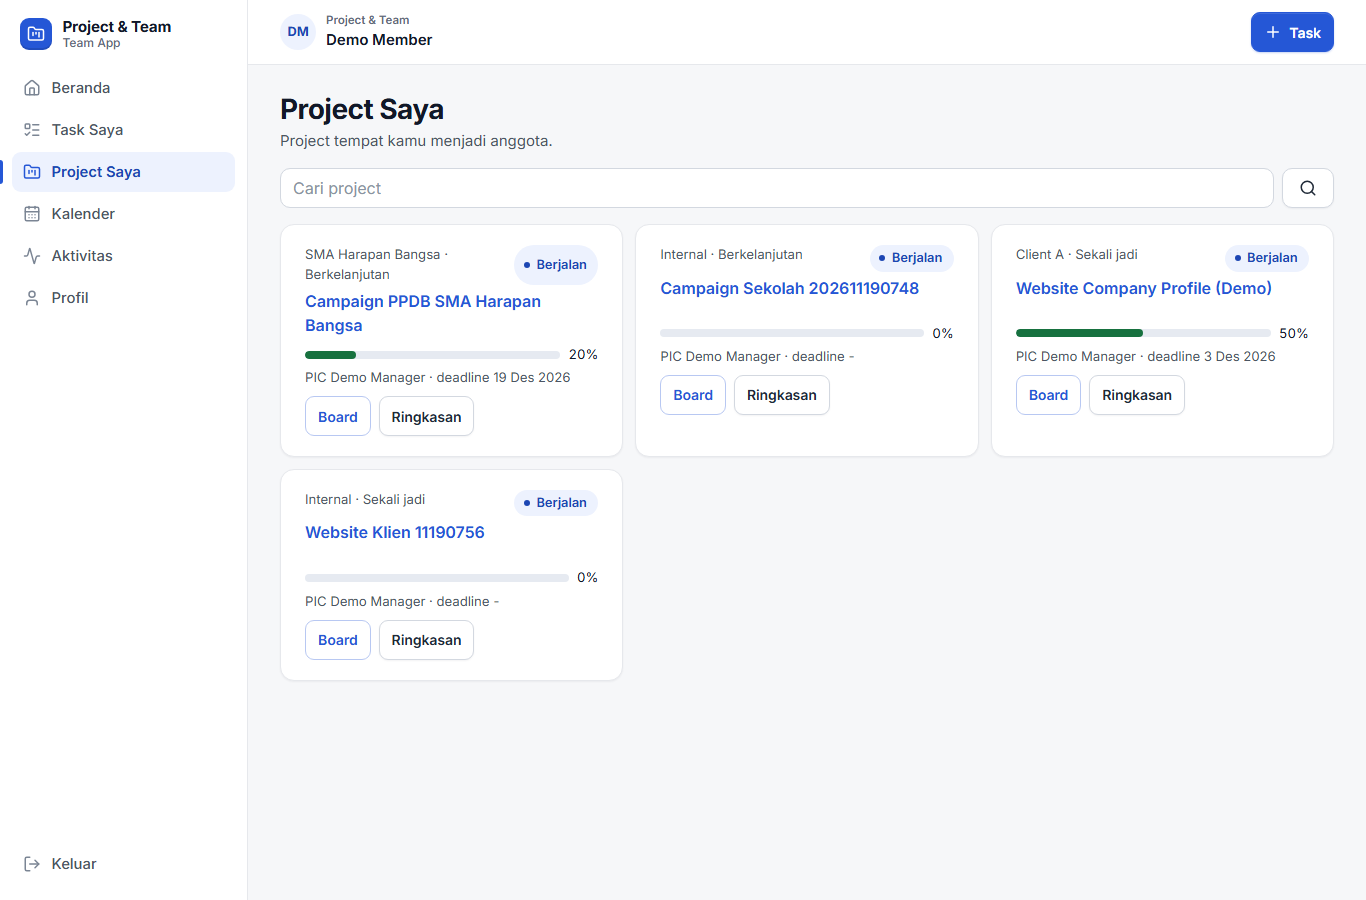 Project & Team
Team App
Beranda
Task Saya
Project Saya
Kalender
Aktivitas
Profil
Keluar
DM
Project & Team
Demo Member
+ Task
Project Saya
Project tempat kamu menjadi anggota.
Cari project
SMA Harapan Bangsa ·
Berkelanjutan
Berjalan
Campaign PPDB SMA Harapan
Bangsa
20%
PIC Demo Manager · deadline 19 Des 2026
Board
Ringkasan
Internal · Berkelanjutan
Berjalan
Campaign Sekolah 202611190748
0%
PIC Demo Manager · deadline -
Board
Ringkasan
Client A · Sekali jadi
Berjalan
Website Company Profile (Demo)
50%
PIC Demo Manager · deadline 3 Des 2026
Board
Ringkasan
Internal · Sekali jadi
Berjalan
Website Klien 11190756
0%
PIC Demo Manager · deadline -
Board
Ringkasan